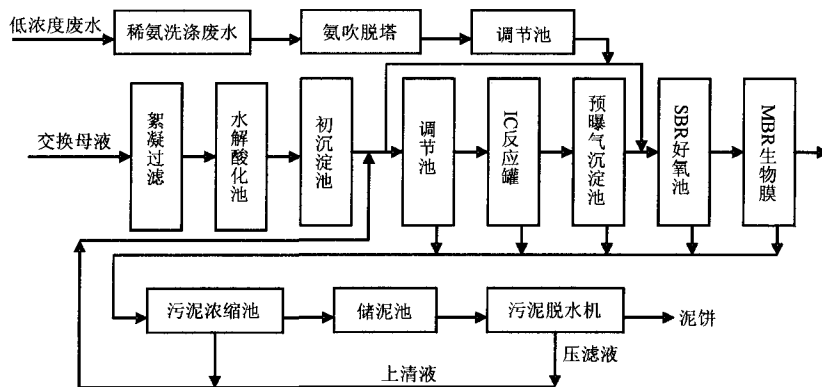 低浓度废水
稀氨洗涤废水
氨吹脱塔
调节池
交换母液
絮凝过滤
水解酸化池
初沉淀池
调节池
IC反应罐
预曝气沉淀池
SBR好氧池
MBR生物膜
污泥浓缩池
储泥池
污泥脱水机
泥饼
上清液
压滤液